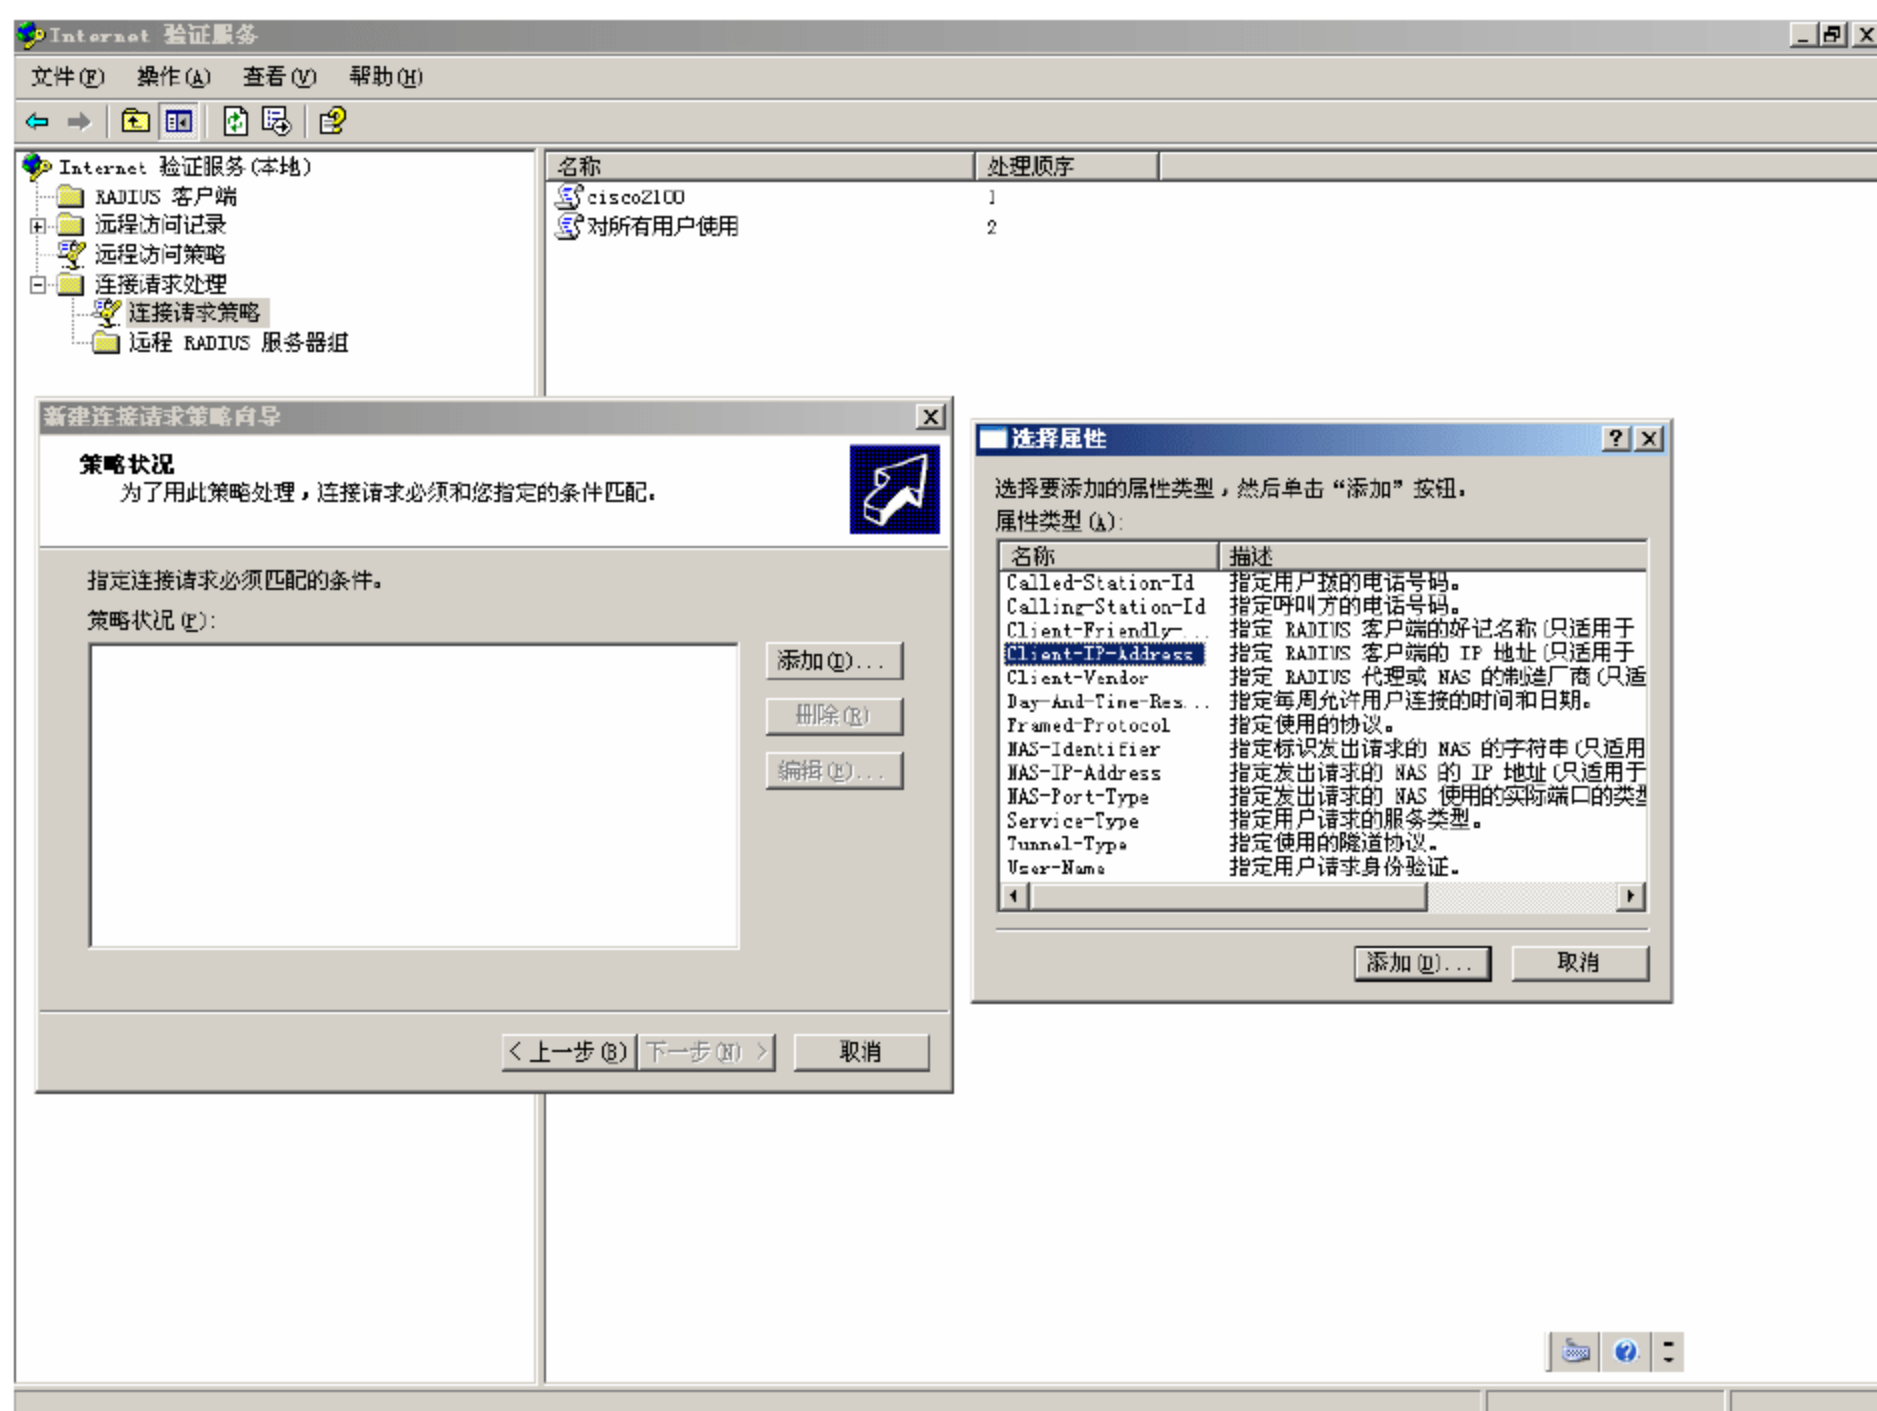 Internet 验证服务
文件(F) 操作(A) 查看(V) 帮助(H)
Internet 验证服务(本地)
RADIUS 客户端
远程访问记录
远程访问策略
连接请求处理
连接请求策略
远程 RADIUS 服务器组
名称 处理顺序
cisco2100 1
对所有用户使用 2
新建连接请求策略向导
策略状况
为了用此策略处理，连接请求必须和您指定的条件匹配。
指定连接请求必须匹配的条件。
策略状况(P):
添加(D)...
删除(R)
编辑(E)...
< 上一步(B) 下一步(N) > 取消
选择属性
选择要添加的属性类型，然后单击“添加”按钮。
属性类型(A):
名称 描述
Called-Station-Id 指定用户拨的电话号码。
Calling-Station-Id 指定呼叫方的电话号码。
Client-Friendly-... 指定 RADIUS 客户端的好记名称(只适用于
Client-IP-Address 指定 RADIUS 客户端的 IP 地址(只适用于
Client-Vendor 指定 RADIUS 代理或 NAS 的制造厂商(只适
Day-And-Time-Res... 指定每周允许用户连接的时间和日期。
Framed-Protocol 指定使用的协议。
NAS-Identifier 指定标识发出请求的 NAS 的字符串(只适用
NAS-IP-Address 指定发出请求的 NAS 的 IP 地址(只适用于
NAS-Port-Type 指定发出请求的 NAS 使用的实际端口的类型
Service-Type 指定用户请求的服务类型。
Tunnel-Type 指定使用的隧道协议。
User-Name 指定用户请求身份验证。
添加(D)... 取消